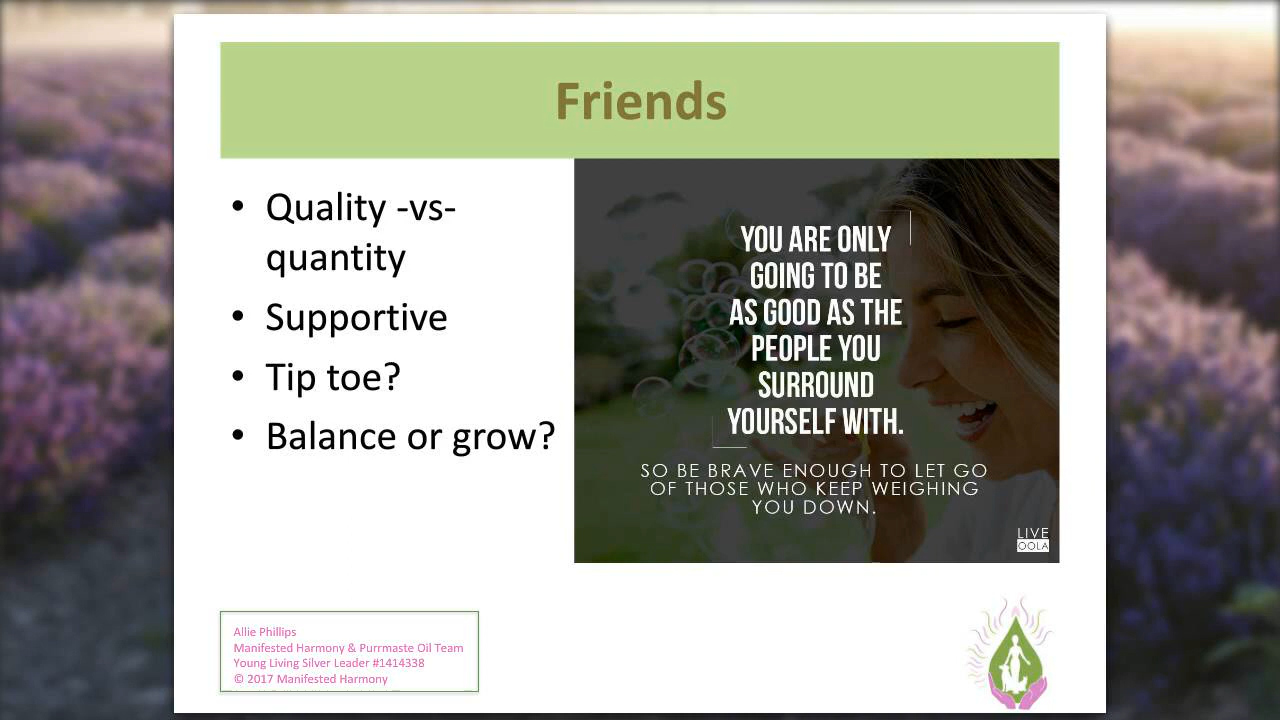 Friends
• Quality -vs-
quantity
• Supportive
• Tip toe?
• Balance or grow?
YOU ARE ONLY
GOING TO BE
AS GOOD AS THE
PEOPLE YOU
SURROUND
YOURSELF WITH.
SO BE BRAVE ENOUGH TO LET GO
OF THOSE WHO KEEP WEIGHING
YOU DOWN.
LIVE
OOLA
Allie Phillips
Manifested Harmony & Purrmaste Oil Team
Young Living Silver Leader #1414338
© 2017 Manifested Harmony